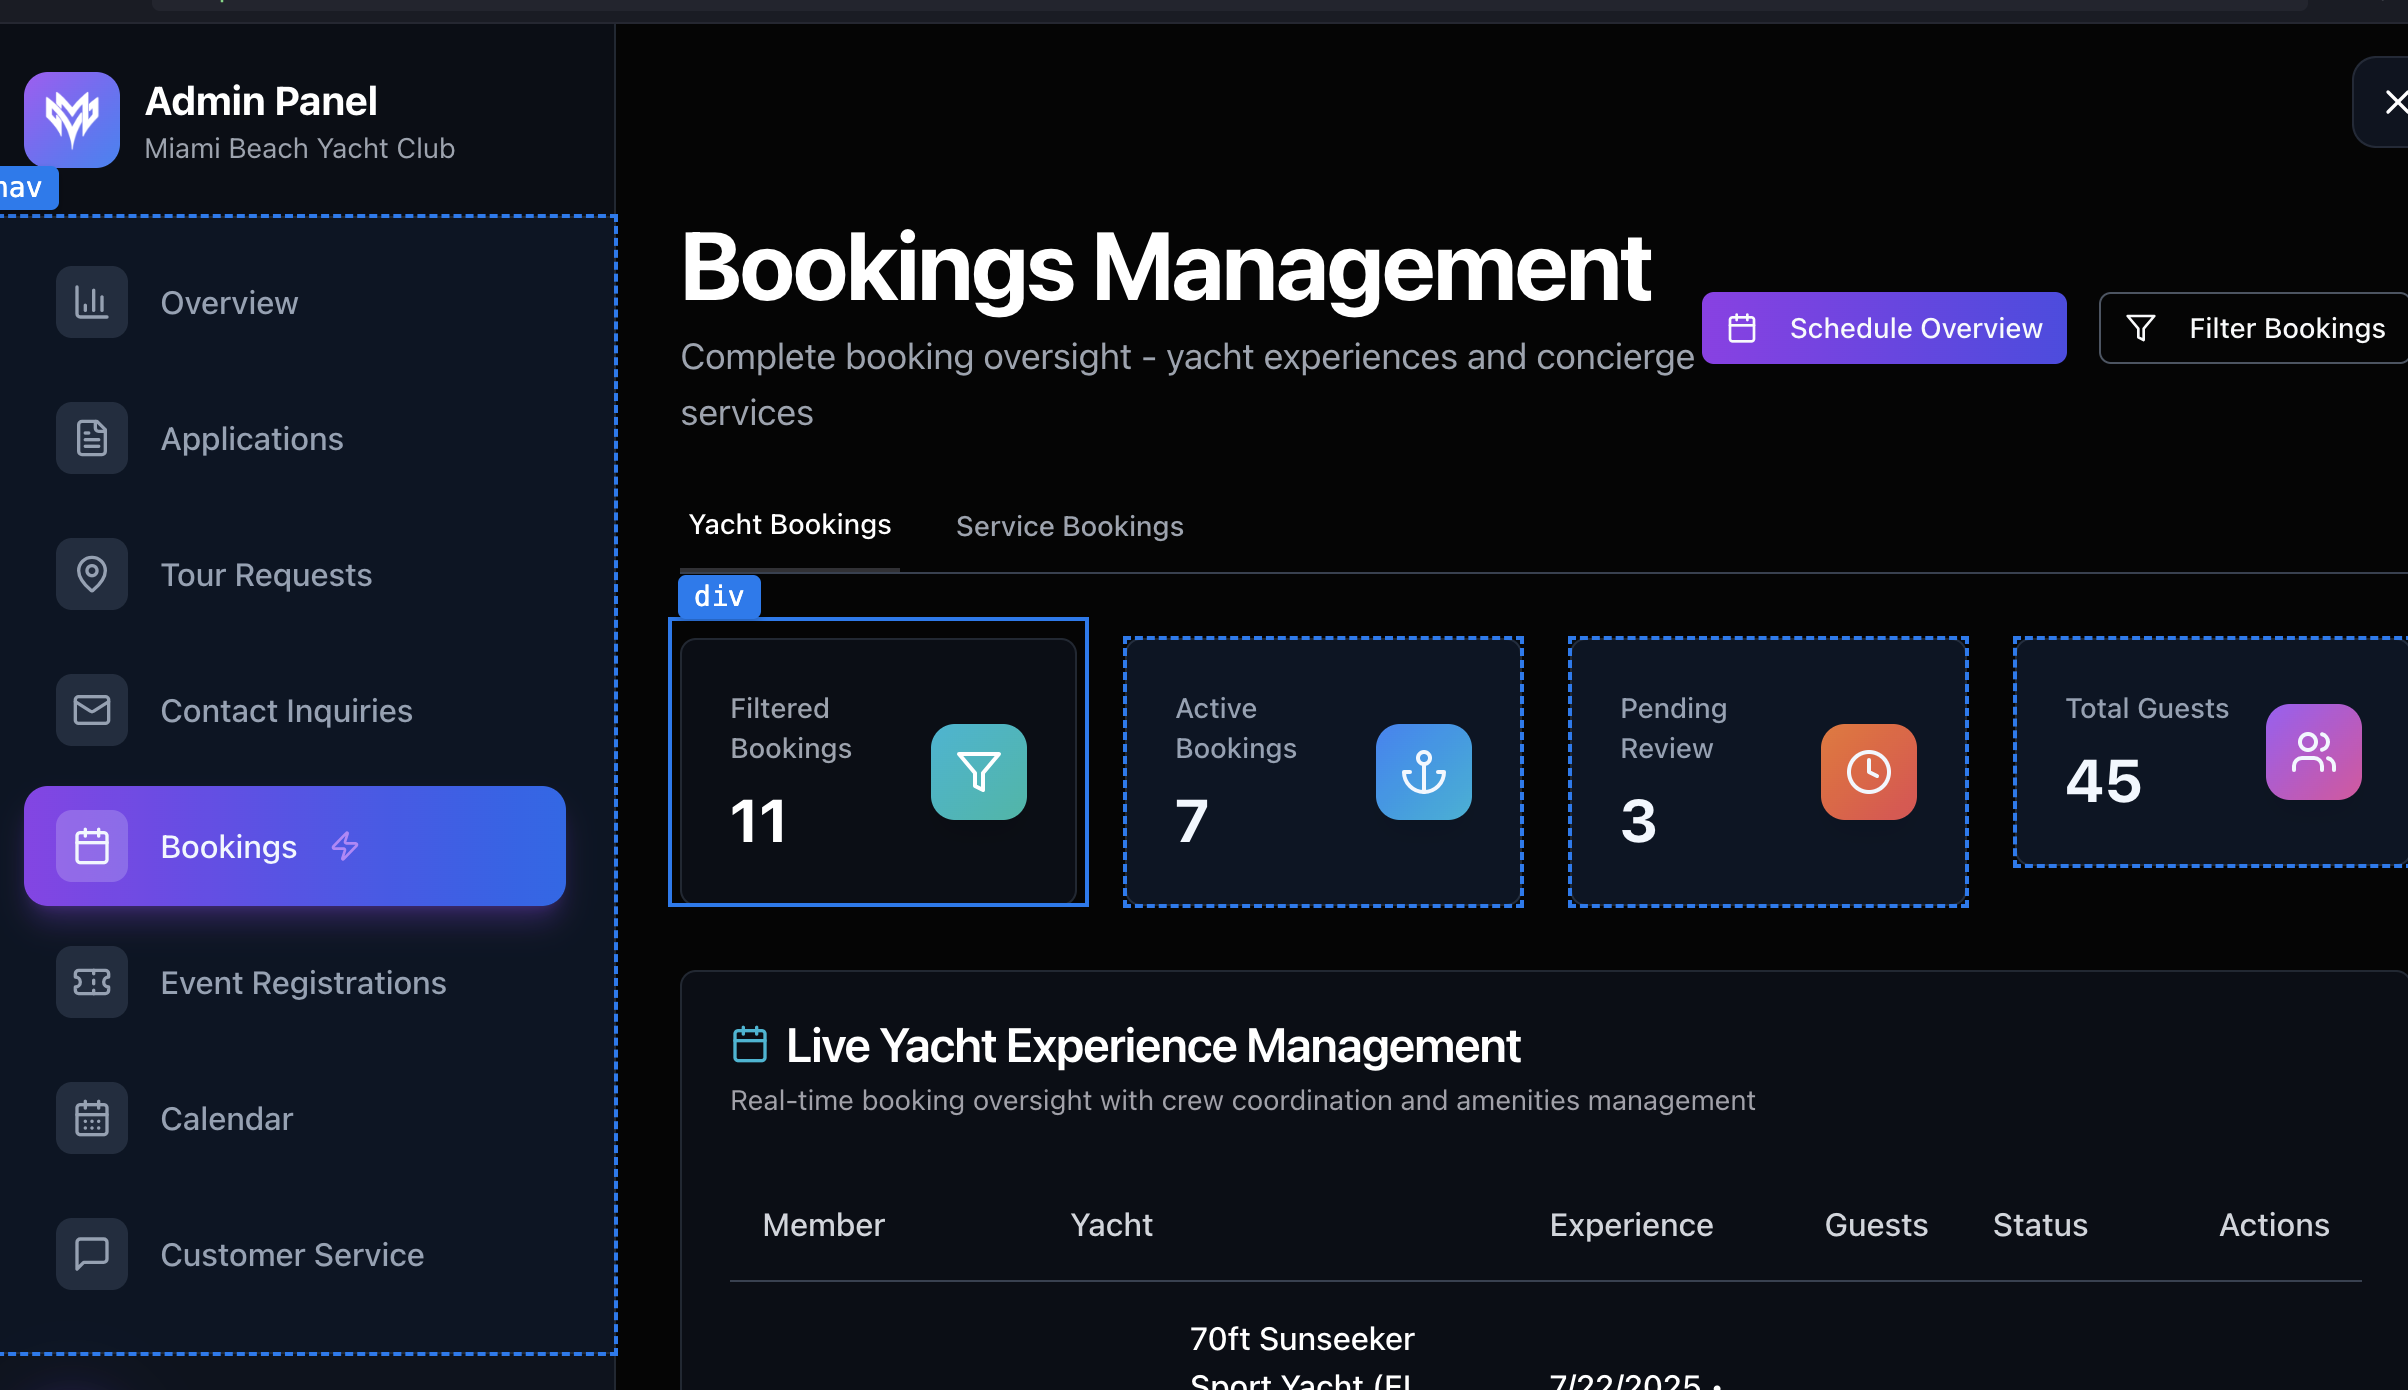 Admin Panel
Miami Beach Yacht Club
nav
Overview
Applications
Tour Requests
Contact Inquiries
Bookings
Event Registrations
Calendar
Customer Service
Bookings Management
Complete booking oversight - yacht experiences and concierge
services
Schedule Overview
Filter Bookings
Yacht Bookings
Service Bookings
div
Filtered
Bookings
11
Active
Bookings
7
Pending
Review
3
Total Guests
45
Live Yacht Experience Management
Real-time booking oversight with crew coordination and amenities management
Member Yacht Experience Guests Status Actions
70ft Sunseeker
Sport Yacht 7/22/2025 •